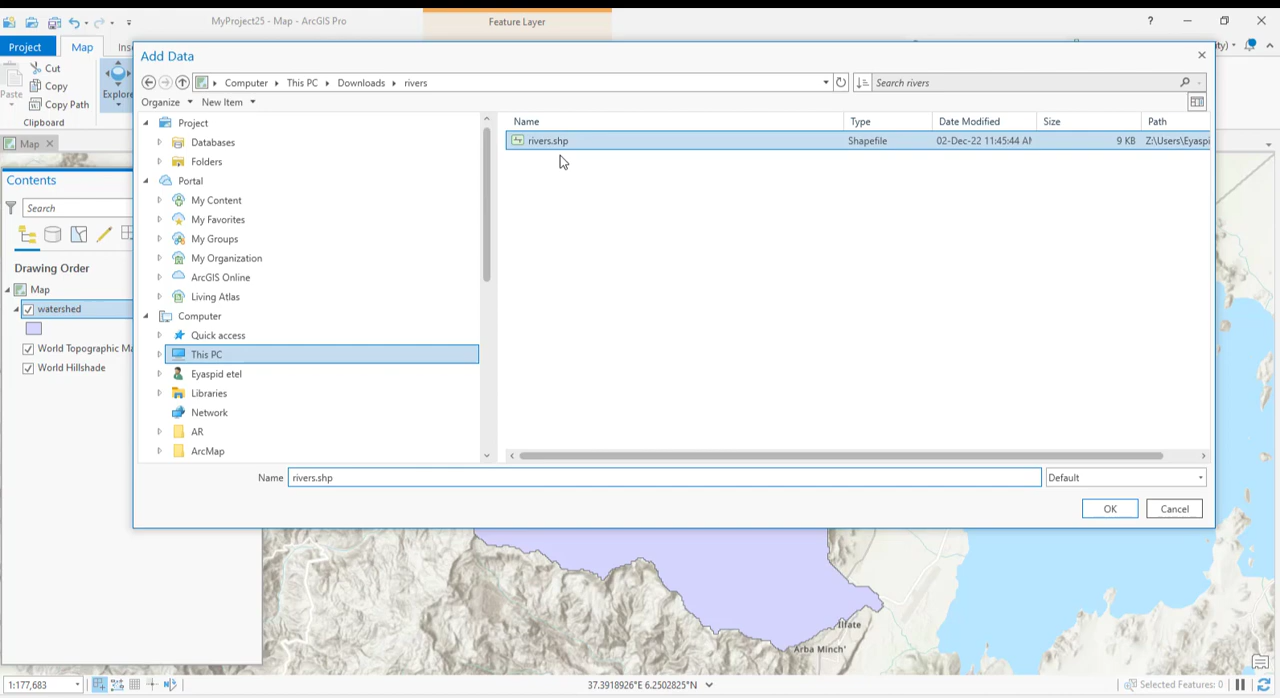 MyProject25 - Map - ArcGIS Pro
Feature Layer
?
Project
Map
Ins
Cut
Copy
Copy Path
Paste
Explore
Clipboard
Map
Contents
Search
Drawing Order
Map
watershed
World Topographic Ma
World Hillshade
Add Data
Computer
This PC
Downloads
rivers
Search rivers
Organize
New Item
Project
Databases
Folders
Portal
My Content
My Favorites
My Groups
My Organization
ArcGIS Online
Living Atlas
Computer
Quick access
This PC
Eyaspid etel
Libraries
Network
AR
ArcMap
Name Type Date Modified Size Path
rivers.shp Shapefile 02-Dec-22 11:45:44 AM 9 KB Z:\Users\Eyaspi
Name rivers.shp Default
OK Cancel
Arba Minch'
1:177,683
37.3918926°E 6.2502825°N
Selected Features: 0